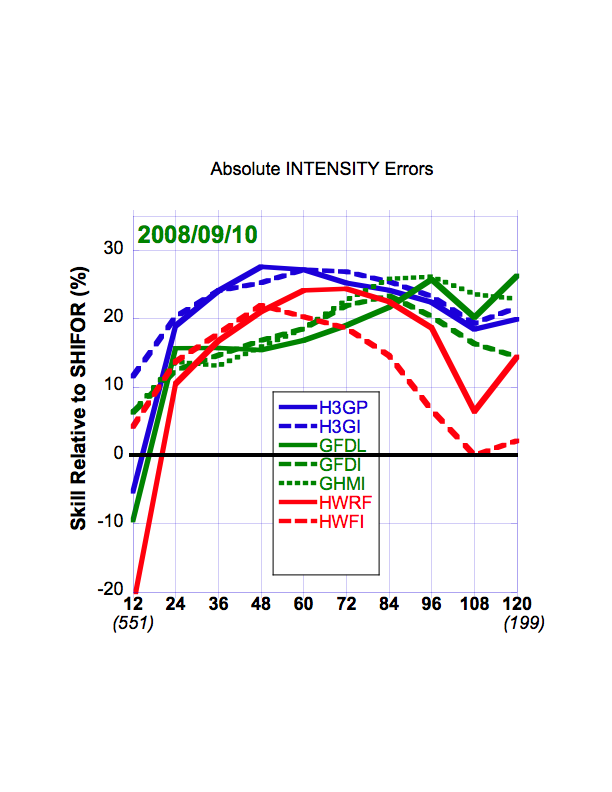 Absolute INTENSITY Errors
2008/09/10
Skill Relative to SHIFOR (%)
30
20
10
0
-10
-20
H3GP
H3GI
GFDL
GFDI
GHMI
HWRF
HWFI
12 24 36 48 60 72 84 96 108 120
(551) (199)